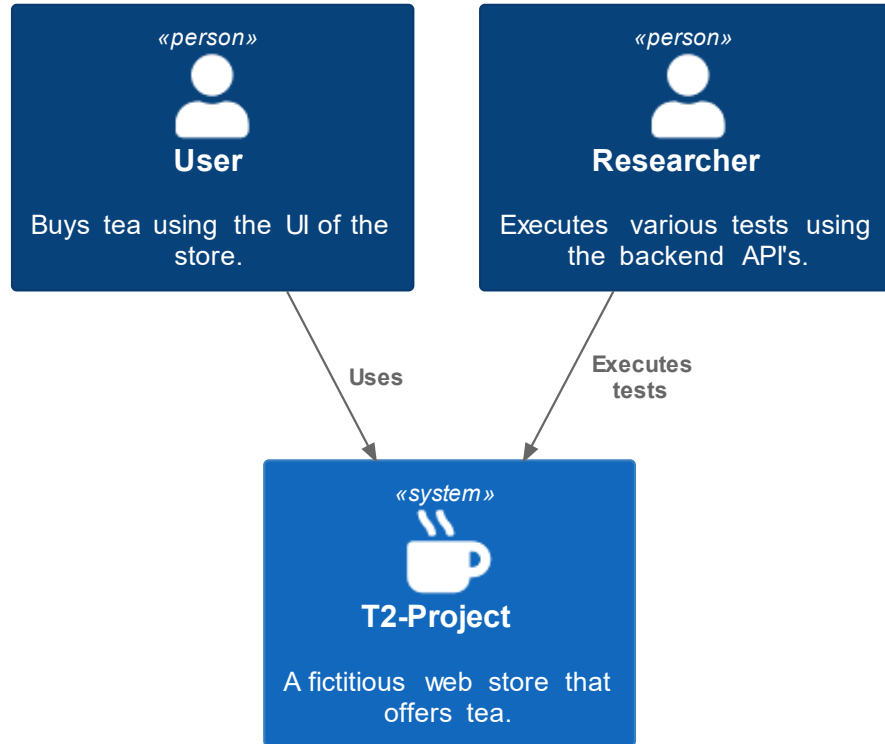 «person»
User
Buys tea using the UI of the
store.
«person»
Researcher
Executes various tests using
the backend API's.
Uses
Executes
tests
«system»
T2-Project
A fictitious web store that
offers tea.